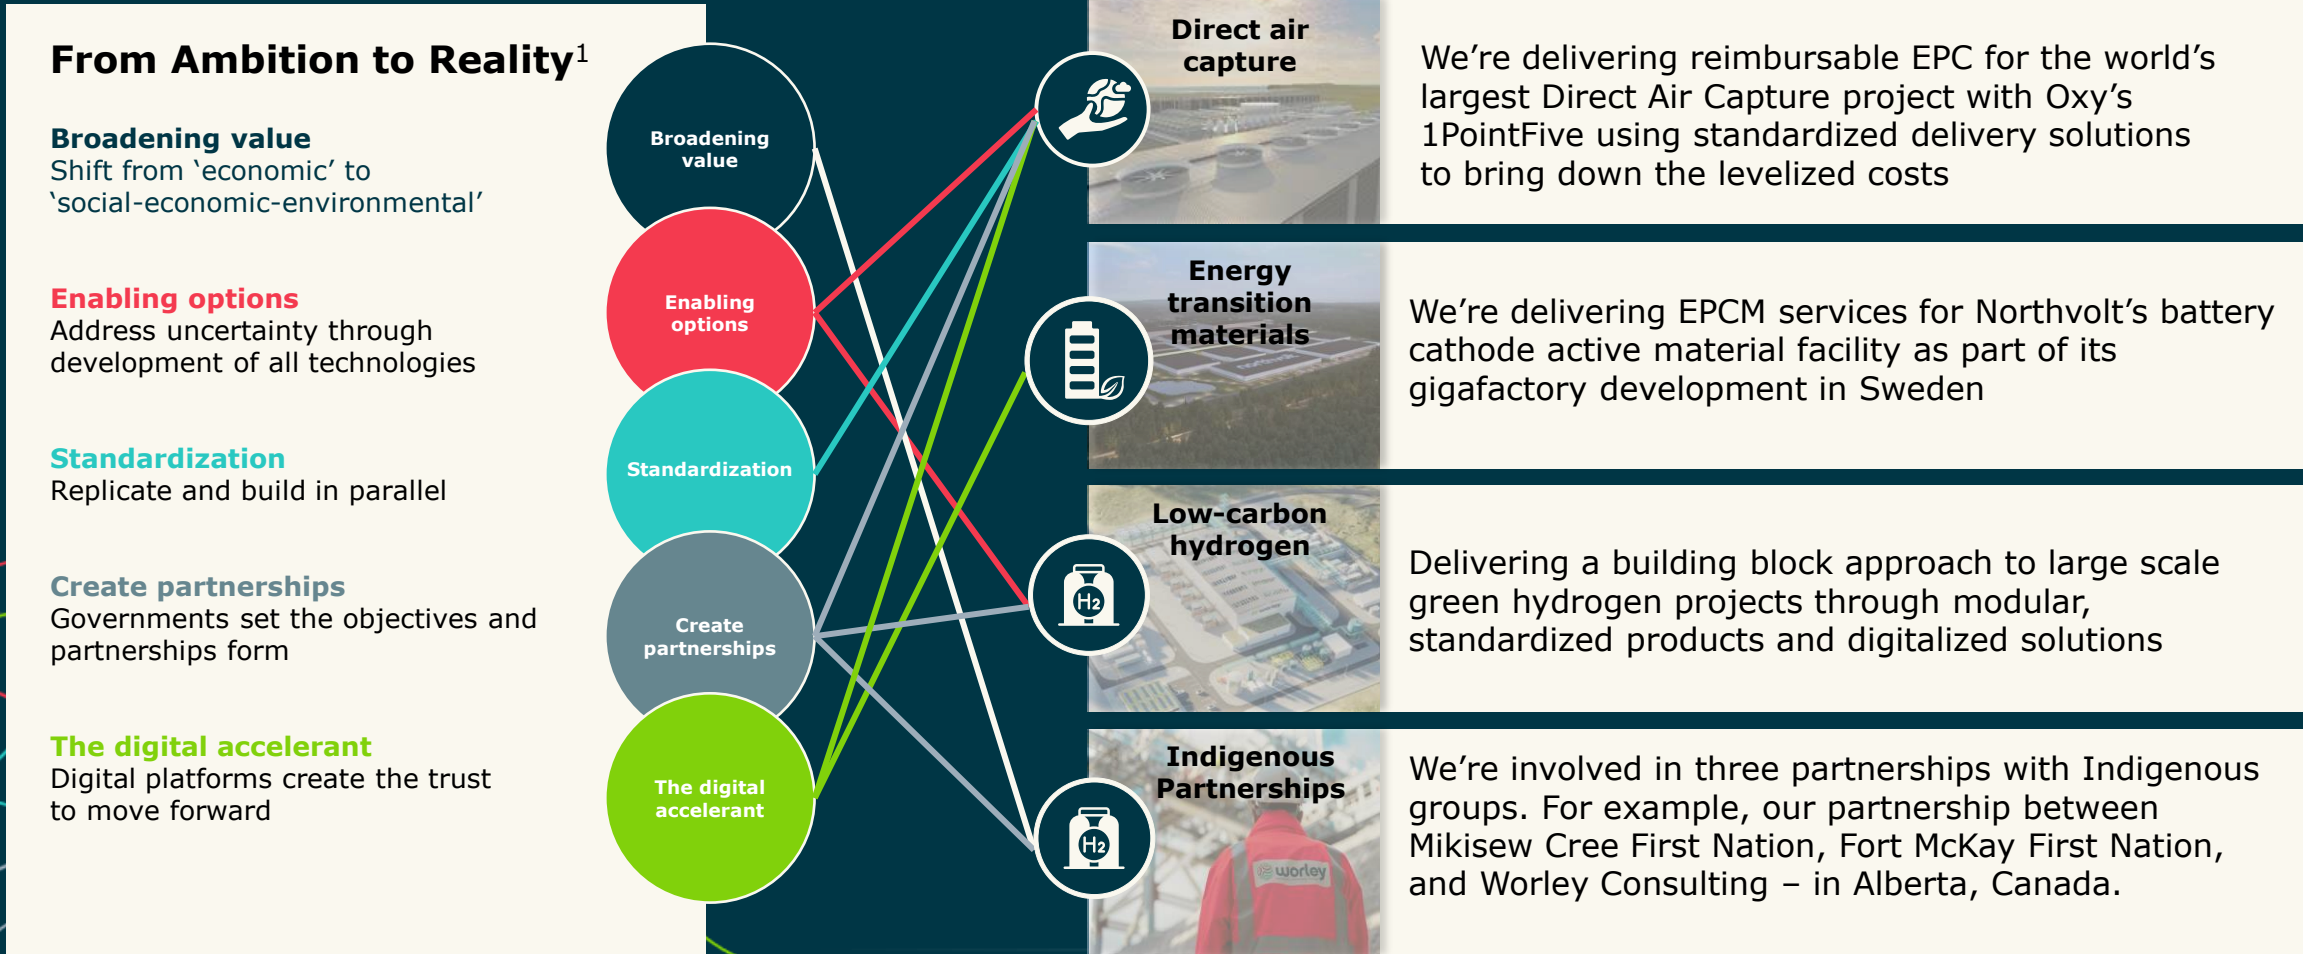 From Ambition to Reality1
Broadening value
Shift from ‘economic’ to
‘social-economic-environmental’
Enabling options
Address uncertainty through
development of all technologies
Standardization
Replicate and build in parallel
Create partnerships
Governments set the objectives and
partnerships form
The digital accelerant
Digital platforms create the trust
to move forward
Broadening
value
Enabling
options
Standardization
Create
partnerships
The digital
accelerant
Direct air
capture
We’re delivering reimbursable EPC for the world’s
largest Direct Air Capture project with Oxy’s
1PointFive using standardized delivery solutions
to bring down the levelized costs
Energy
transition
materials
northvolt
We’re delivering EPCM services for Northvolt’s battery
cathode active material facility as part of its
gigafactory development in Sweden
Low-carbon
hydrogen
H2
Delivering a building block approach to large scale
green hydrogen projects through modular,
standardized products and digitalized solutions
Indigenous
Partnerships
H2
worley
We’re involved in three partnerships with Indigenous
groups. For example, our partnership between
Mikisew Cree First Nation, Fort McKay First Nation,
and Worley Consulting – in Alberta, Canada.